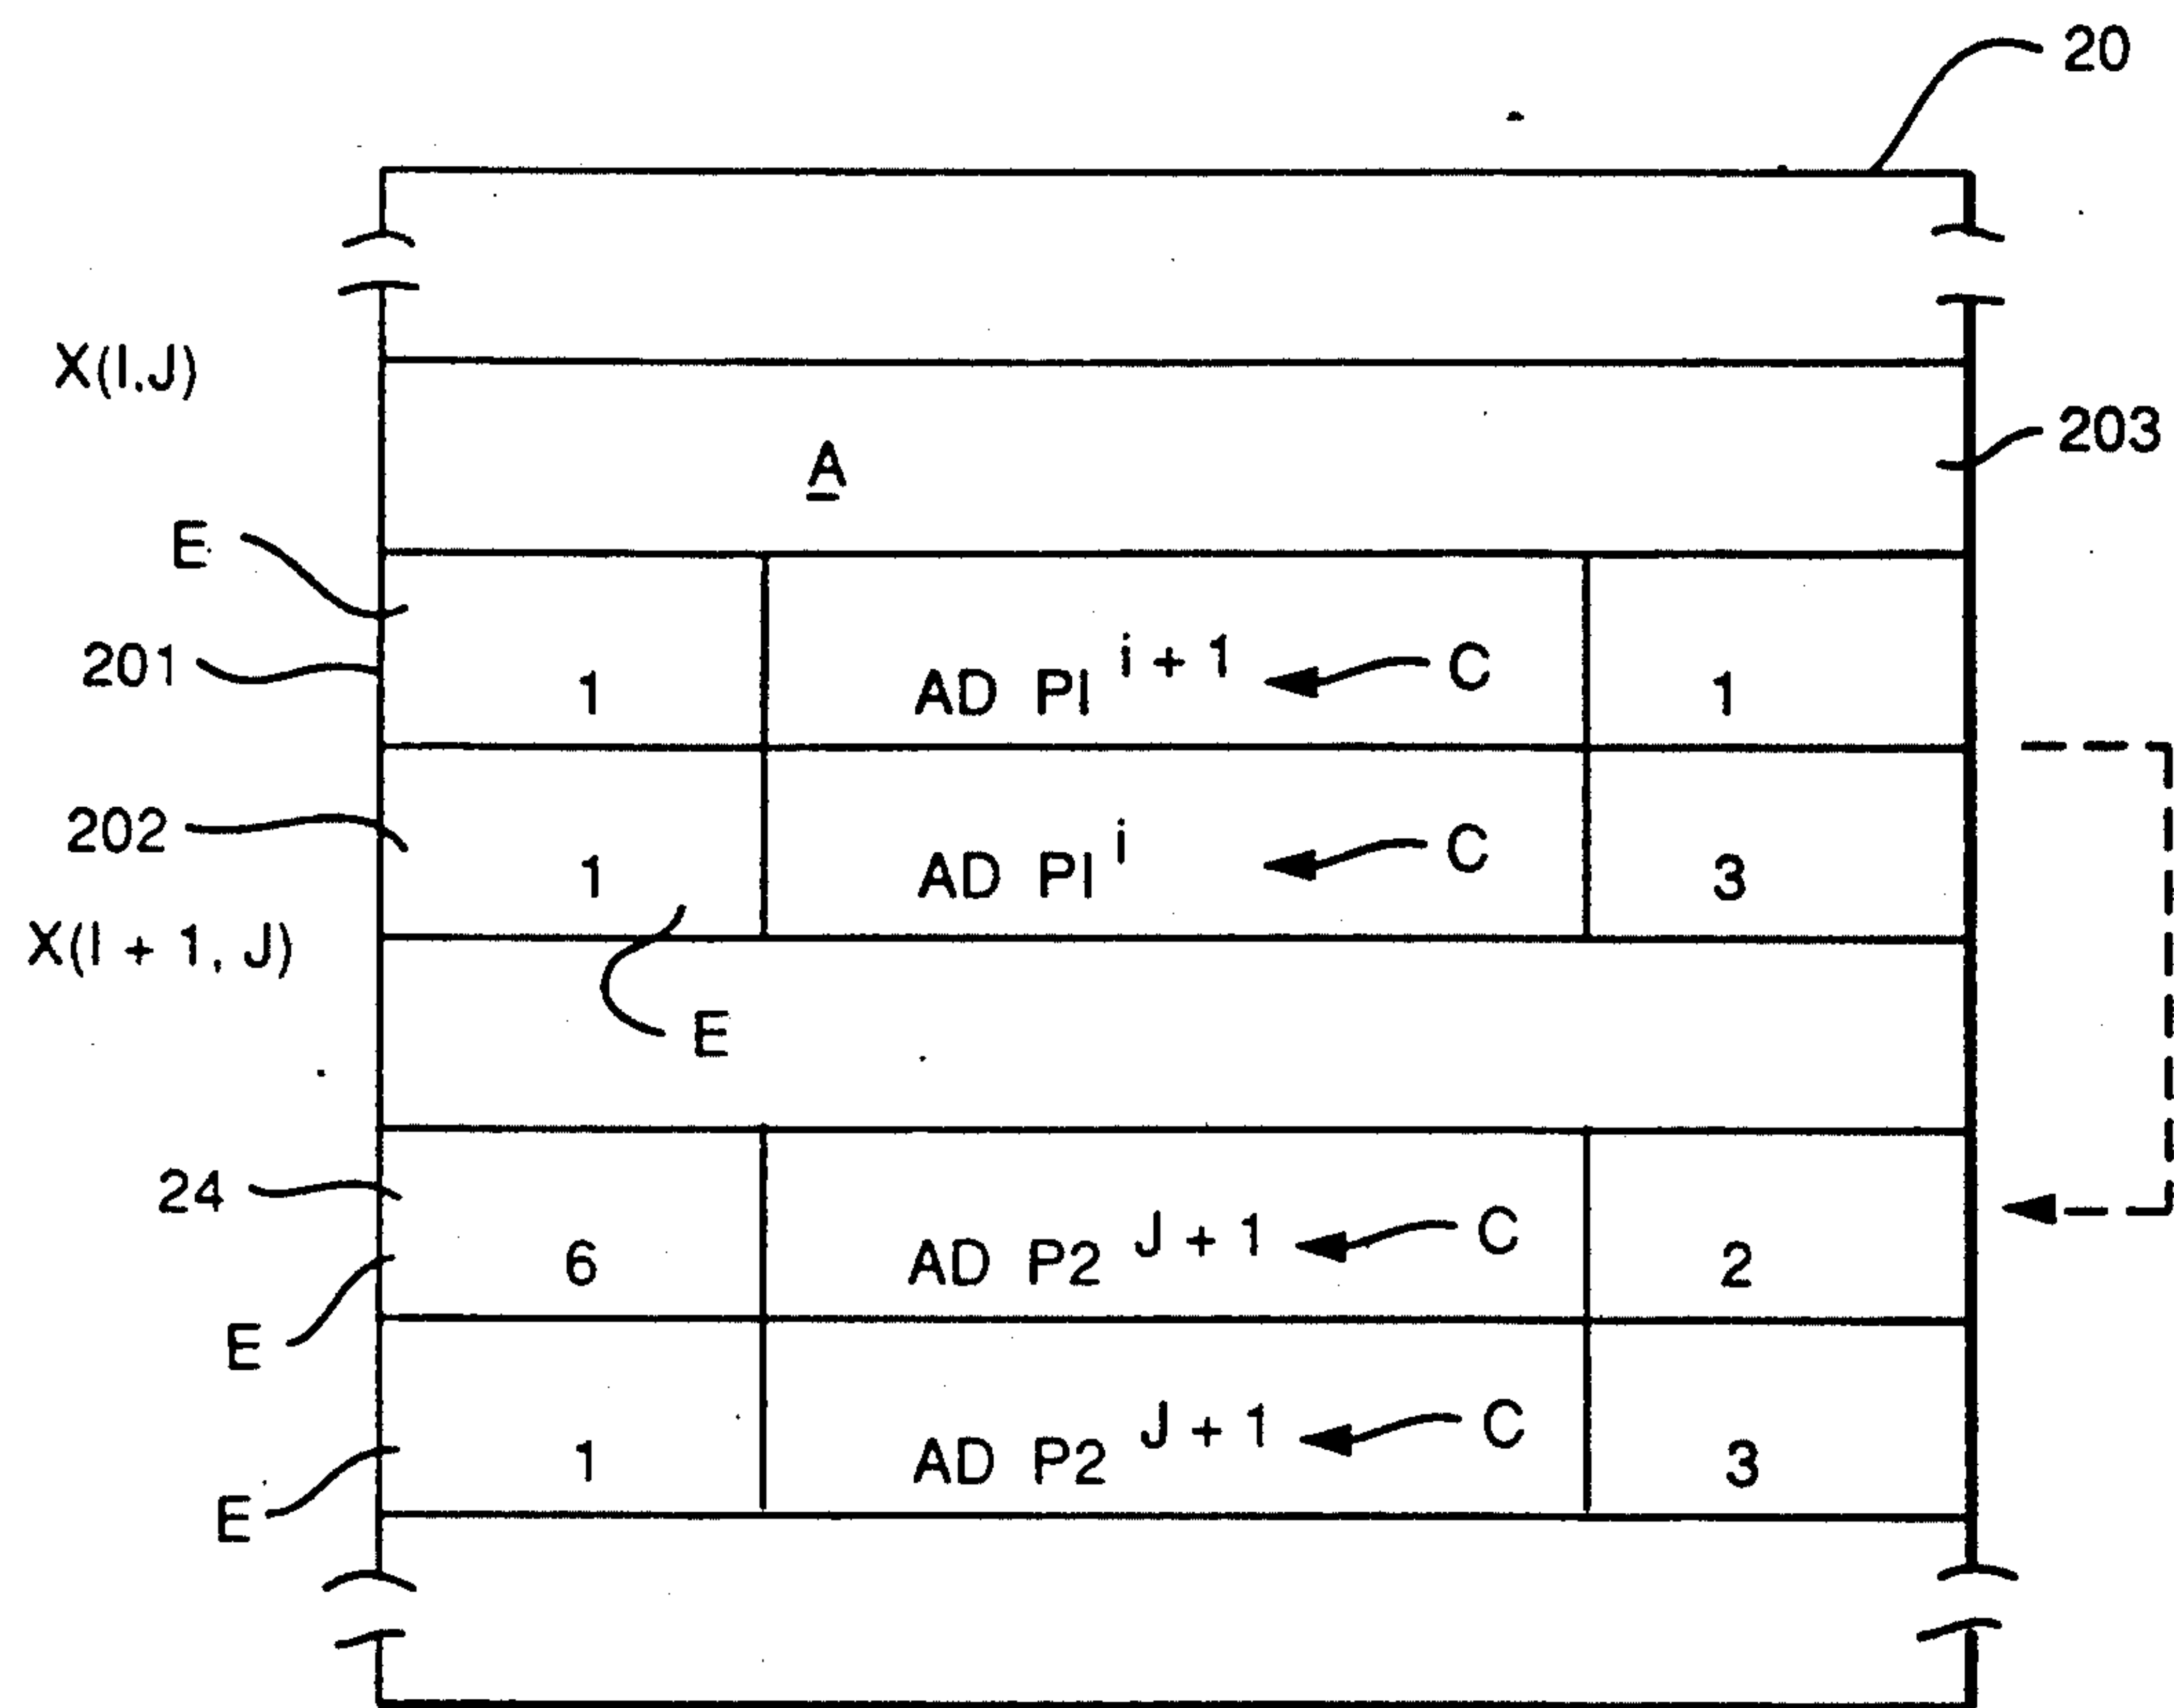 20
X(I.J)
A
203
E
201
1
AD PI i + 1
C
1
202
1
AD PI i
C
3
X(I + 1, J)
E
24
6
AD P2 J + 1
C
2
E
1
AD P2 J + 1
C
3
E